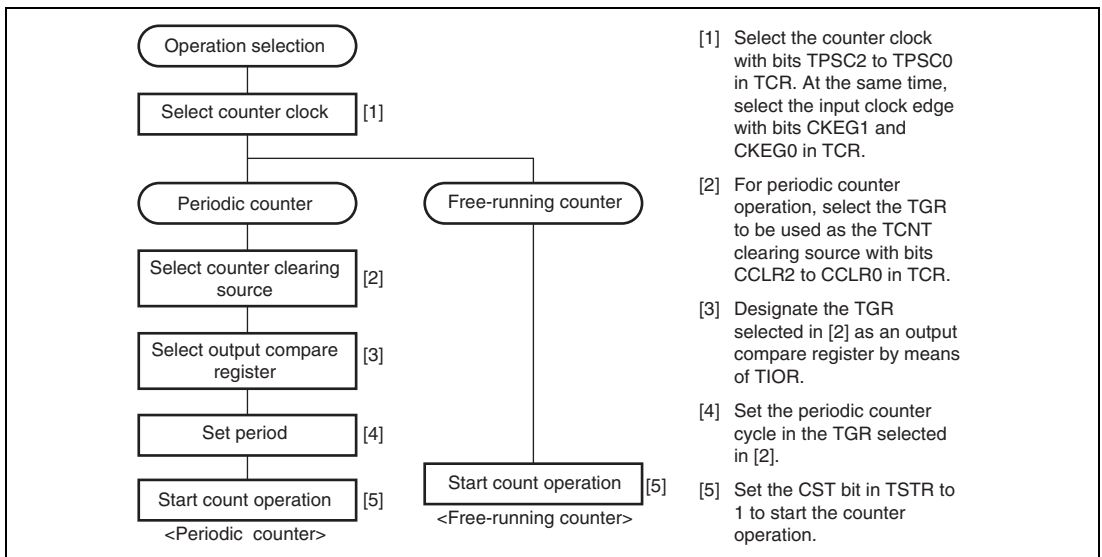 Operation selection
Select counter clock
[1]
Periodic counter
Free-running counter
Select counter clearing
source
[2]
Select output compare
register
[3]
Set period
[4]
Start count operation
[5]
<Periodic counter>
Start count operation
[5]
<Free-running counter>
[1] Select the counter clock
with bits TPSC2 to TPSC0
in TCR. At the same time,
select the input clock edge
with bits CKEG1 and
CKEG0 in TCR.
[2] For periodic counter
operation, select the TGR
to be used as the TCNT
clearing source with bits
CCLR2 to CCLR0 in TCR.
[3] Designate the TGR
selected in [2] as an output
compare register by means
of TIOR.
[4] Set the periodic counter
cycle in the TGR selected
in [2].
[5] Set the CST bit in TSTR to
1 to start the counter
operation.